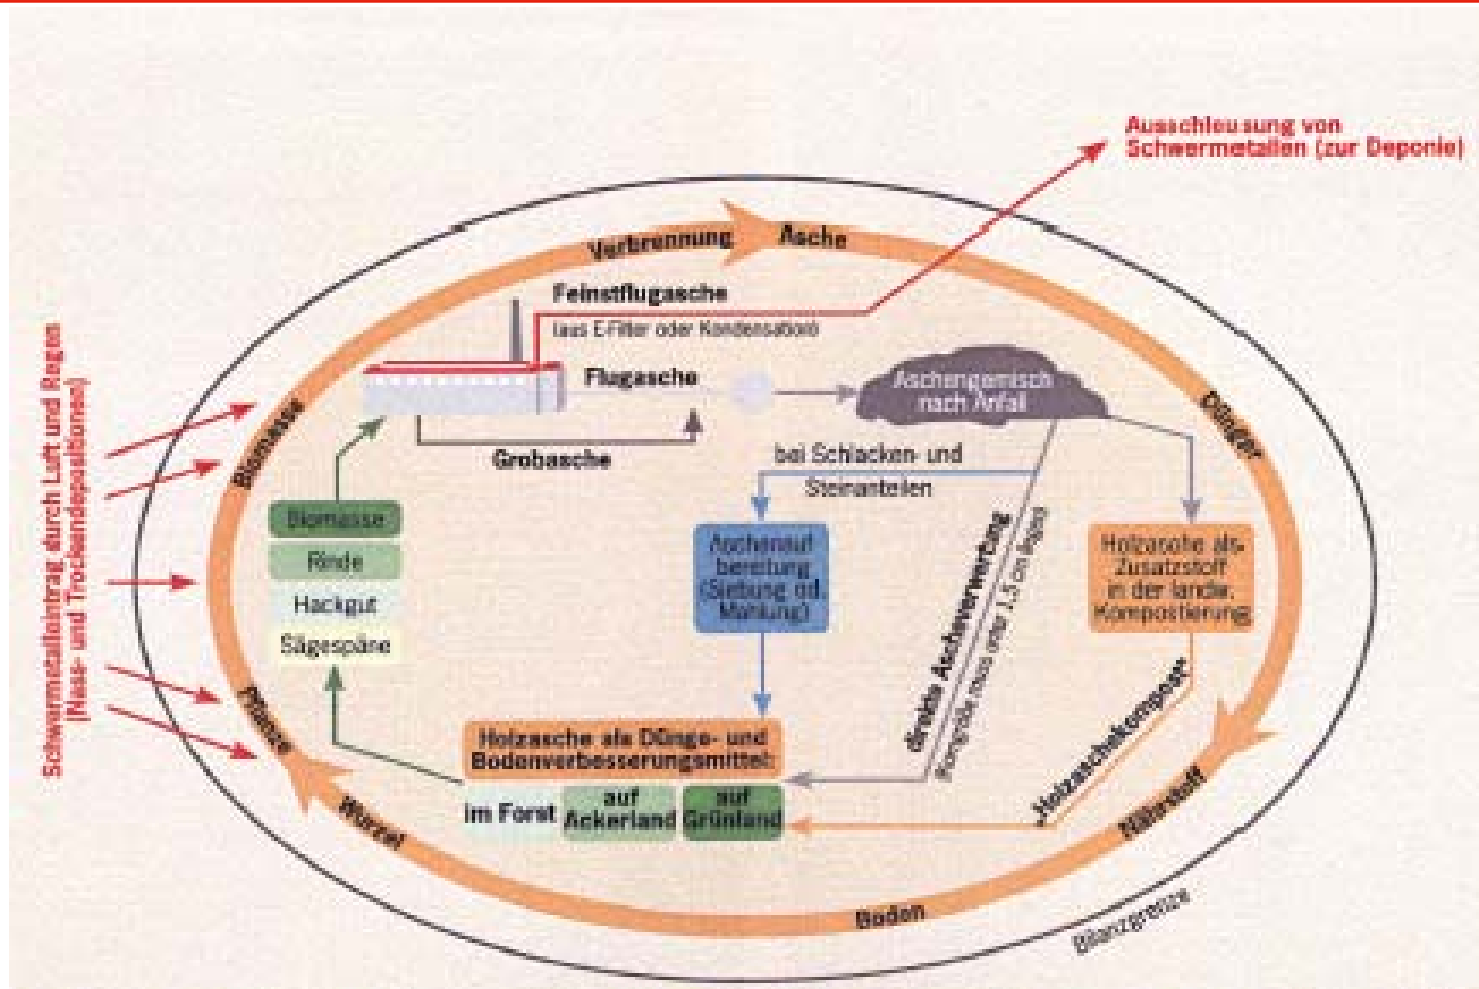 Ausschleusung von
Schwermetallen (zur Deponie)
Verbrennung
Asche
Feinstflugasche
(aus E-Filter oder Kondensation)
Flugasche
Aschengemisch
nach Anfall
Dünger
Grobasche
bei Schlacken- und
Steinanteilen
Schwermetalleintrag durch Luft und Regen
(Nass- und Trockendepositionen)
Biomasse
Biomasse
Rinde
Hackgut
Sägespäne
Aschenauf
bereitung
(Siebung od.
Mahlung)
direkte Ascheverwertung
Holzasche als
Zusatzstoff
in der landw.
Kompostierung
„Holzaschekompost“
Pflanze
Holzasche als Dünge- und
Bodenverbesserungsmittel:
im Forst
auf
Ackerland
auf
Grünland
Wurzel
Nährstoff
Boden
Bilanzgrenze